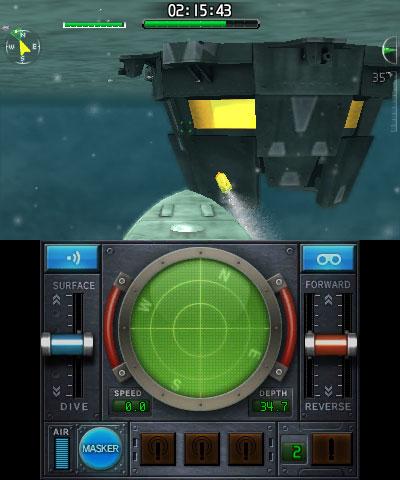 02:15:43
N
W E
S
35°
SURFACE
FORWARD
N
W
E
S
SPEED
0.0
DEPTH
34.7
DIVE
REVERSE
AIR
MASKER
2